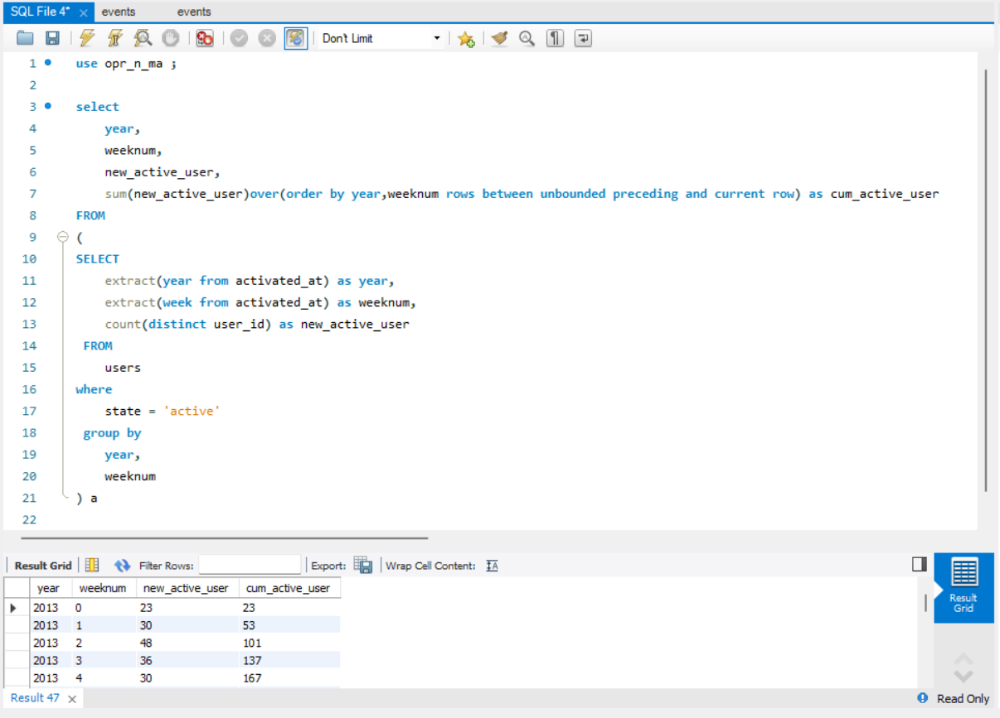 SQL File 4* events events
Don't Limit
1 use opr_n_ma ;
2
3 select
4 year,
5 weeknum,
6 new_active_user,
7 sum(new_active_user)over(order by year,weeknum rows between unbounded preceding and current row) as cum_active_user
8 FROM
9 (
10 SELECT
11 extract(year from activated_at) as year,
12 extract(week from activated_at) as weeknum,
13 count(distinct user_id) as new_active_user
14 FROM
15 users
16 where
17 state = 'active'
18 group by
19 year,
20 weeknum
21 ) a
22
Result Grid Filter Rows: Export: Wrap Cell Content:
year weeknum new_active_user cum_active_user
2013 0 23 23
2013 1 30 53
2013 2 48 101
2013 3 36 137
2013 4 30 167
Result
Grid
Result 47 Read Only